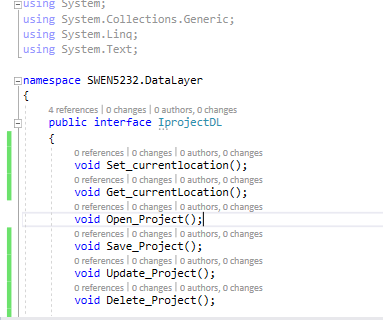 using System;
using System.Collections.Generic;
using System.Linq;
using System.Text;
namespace SWEN5232.DataLayer
{
4 references | 0 changes | 0 authors, 0 changes
public interface IprojectDL
{
0 references | 0 changes | 0 authors, 0 changes
void Set_currentlocation();
0 references | 0 changes | 0 authors, 0 changes
void Get_currentLocation();
0 references | 0 changes | 0 authors, 0 changes
void Open_Project();
0 references | 0 changes | 0 authors, 0 changes
void Save_Project();
0 references | 0 changes | 0 authors, 0 changes
void Update_Project();
0 references | 0 changes | 0 authors, 0 changes
void Delete_Project();